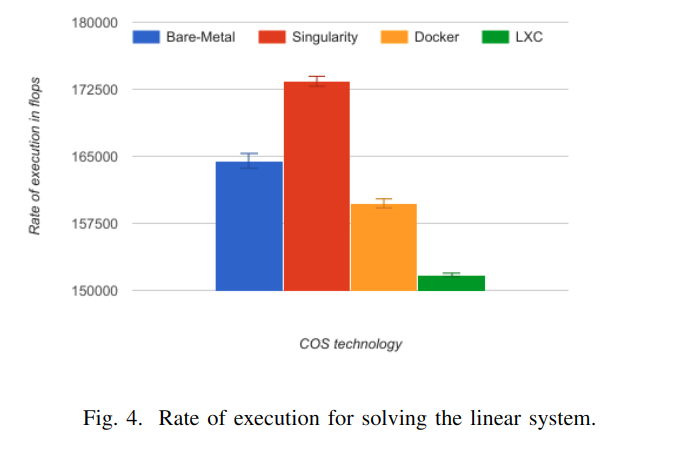 180000
Bare-Metal Singularity Docker LXC
Rate of execution in flops
172500
165000
157500
150000
COS technology
Fig. 4. Rate of execution for solving the linear system.